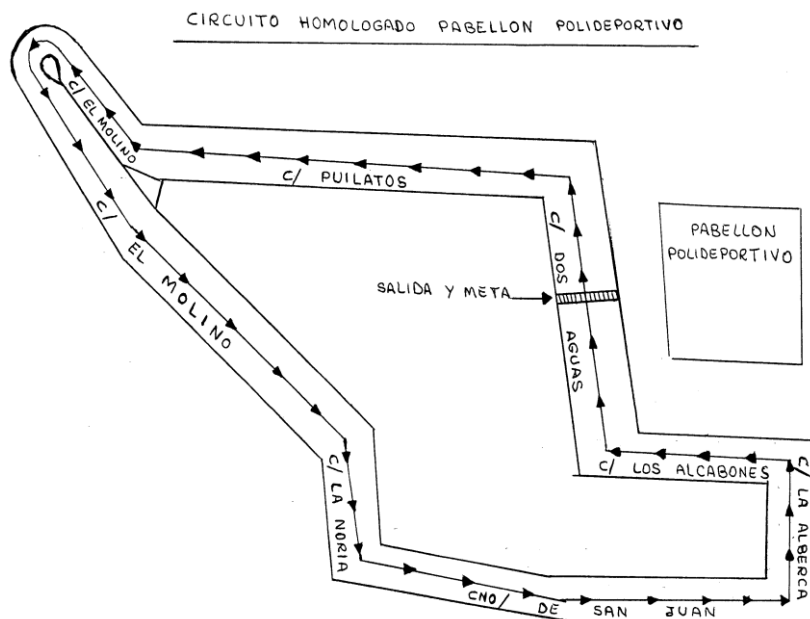 CIRCUITO HOMOLOGADO PABELLON POLIDEPORTIVO
C/ EL MOLINO
C/ PUILATOS
C/ DOS AGUAS
PABELLON
POLIDEPORTIVO
SALIDA Y META
C/ EL MOLINO
C/ LA NORIA
C/ LOS ALCABONES
C/ LA ALBERCA
CNO/ DE SAN JUAN